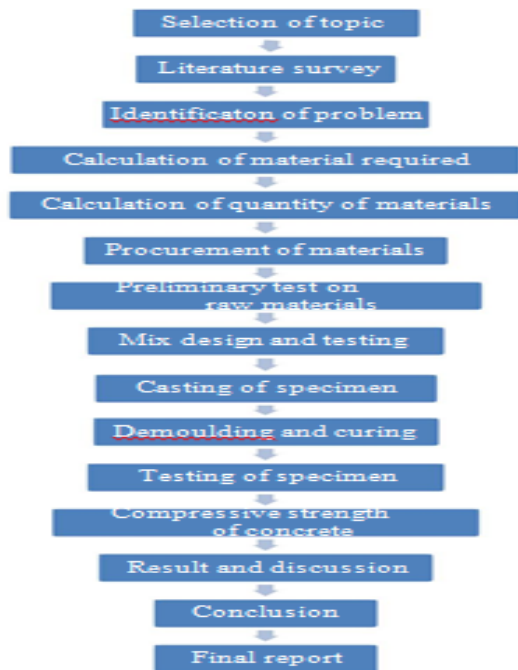 Selection of topic
Literature survey
Identificaton of problem
Calculation of material required
Calculation of quantity of materials
Procurement of materials
Preliminary test on
raw materials
Mix design and testing
Casting of specimen
Demoulding and curing
Testing of specimen
Compressive strength
of concrete
Result and discussion
Conclusion
Final report